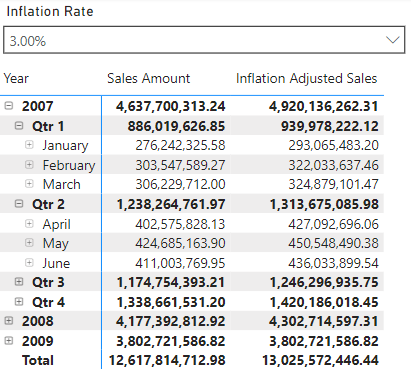 Inflation Rate
3.00%
Year Sales Amount Inflation Adjusted Sales
2007 4,637,700,313.24 4,920,136,262.31
Qtr 1 886,019,626.85 939,978,222.12
January 276,242,325.58 293,065,483.20
February 303,547,589.27 322,033,637.46
March 306,229,712.00 324,879,101.47
Qtr 2 1,238,264,761.97 1,313,675,085.98
April 402,575,828.13 427,092,696.06
May 424,685,163.90 450,548,490.38
June 411,003,769.95 436,033,899.54
Qtr 3 1,174,754,393.21 1,246,296,935.75
Qtr 4 1,338,661,531.20 1,420,186,018.45
2008 4,177,392,812.92 4,302,714,597.31
2009 3,802,721,586.82 3,802,721,586.82
Total 12,617,814,712.98 13,025,572,446.44